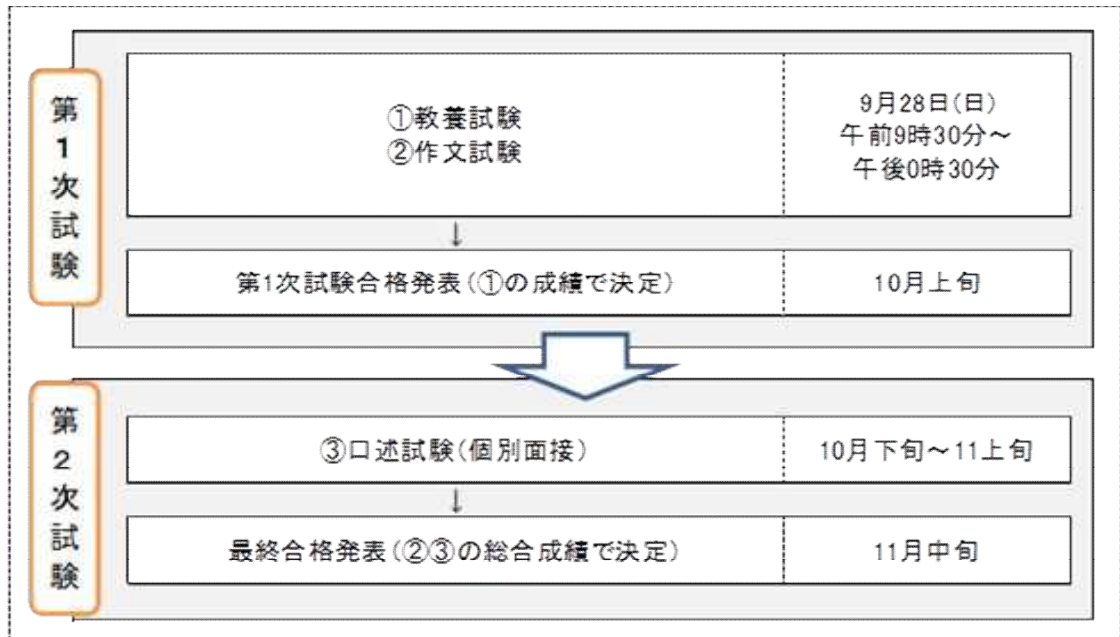 第1次試験
①教養試験
②作文試験
9月28日(日)
午前9時30分～
午後0時30分
↓
第1次試験合格発表(①の成績で決定)
10月上旬
第2次試験
③口述試験(個別面接)
10月下旬～11上旬
↓
最終合格発表(②③の総合成績で決定)
11月中旬